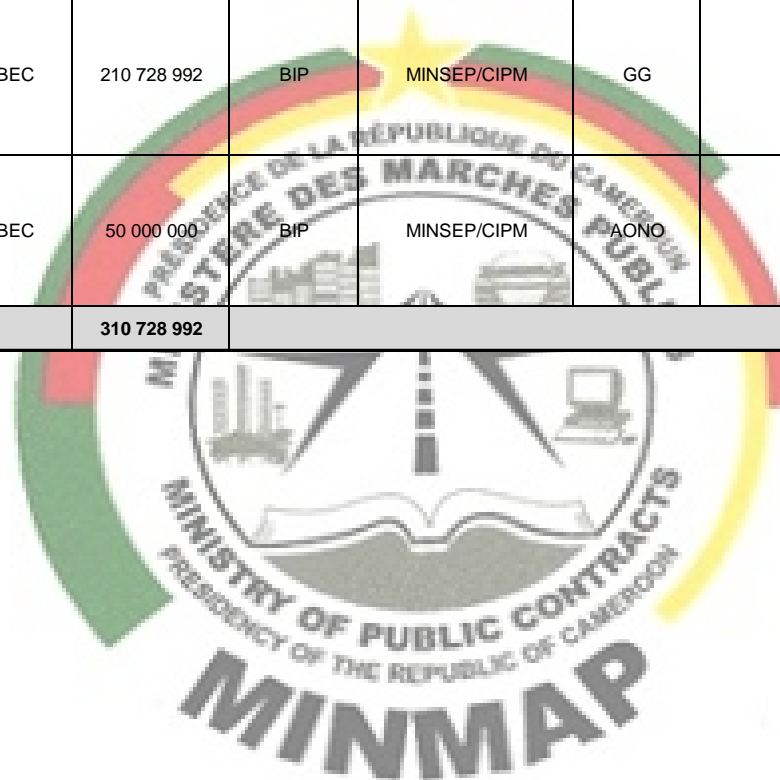 BEC 210 728 992 BIP MINSEP/CIPM GG
PRÉSIDENCE DE LA RÉPUBLIQUE DU CAMEROUN
MINISTERE DES MARCHES PUBLICS
BEC 50 000 000 BIP MINSEP/CIPM AONO
310 728 992
MINISTRY OF PUBLIC CONTRACTS
PRESIDENCY OF THE REPUBLIC OF CAMEROON
MINMAP